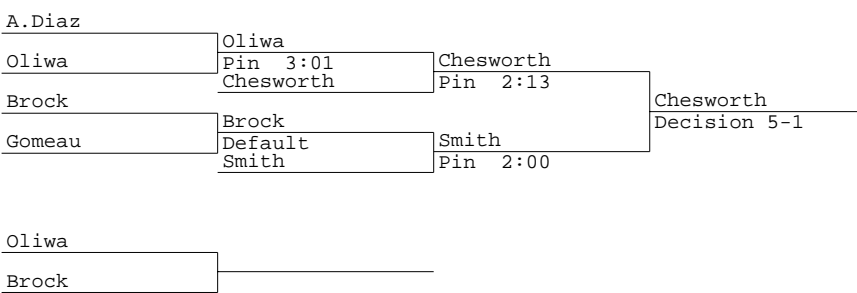 A.Diaz
Oliwa
Oliwa
Pin 3:01
Chesworth
Chesworth
Pin 2:13
Brock
Chesworth
Decision 5-1
Brock
Gomeau
Default
Smith
Smith
Pin 2:00
Oliwa
Brock